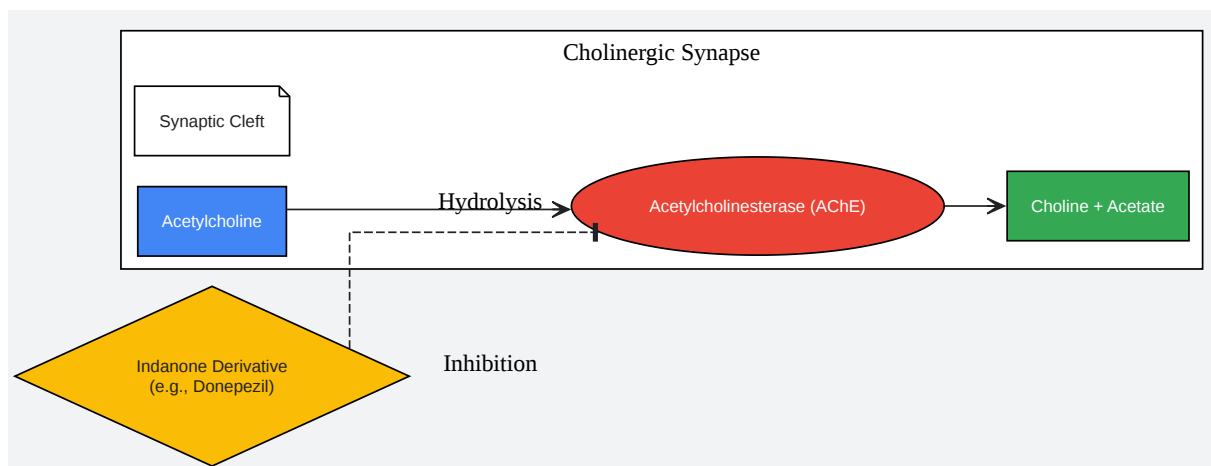 Cholinergic Synapse
Synaptic Cleft
Acetylcholine
Hydrolysis
Acetylcholinesterase (AChE)
Choline + Acetate
Indanone Derivative
(e.g., Donepezil)
Inhibition